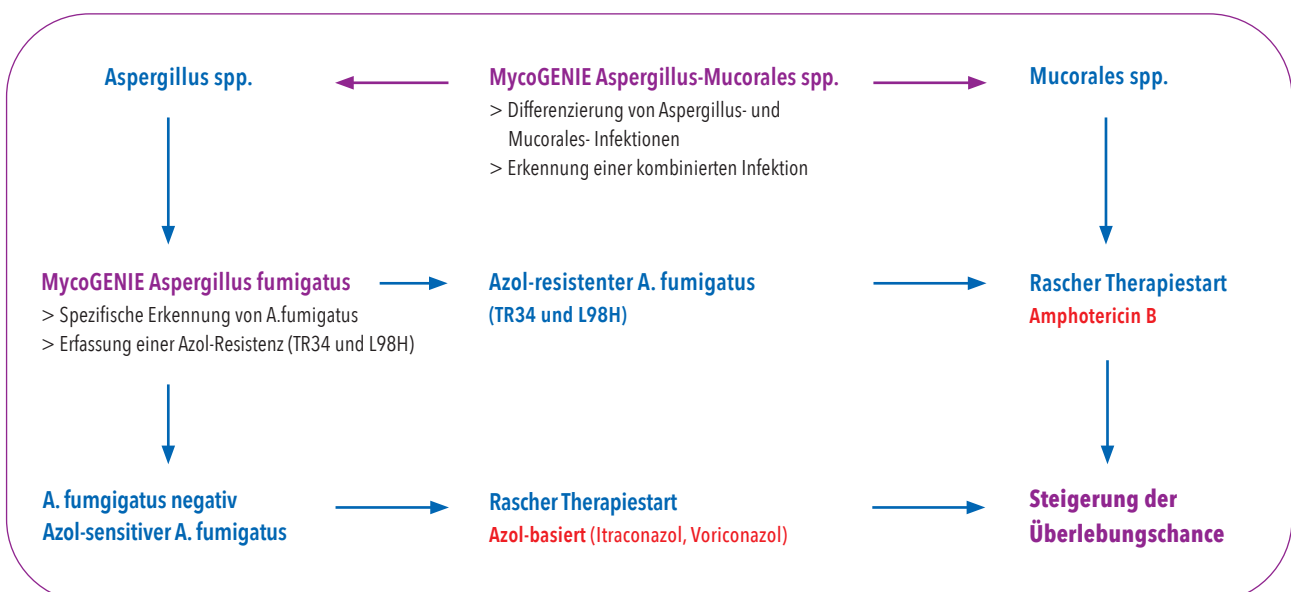 Aspergillus spp.
MycoGENIE Aspergillus-Mucorales spp.
> Differenzierung von Aspergillus- und
Mucorales- Infektionen
> Erkennung einer kombinierten Infektion
Mucorales spp.
MycoGENIE Aspergillus fumigatus
> Spezifische Erkennung von A.fumigatus
> Erfassung einer Azol-Resistenz (TR34 und L98H)
Azol-resistenter A. fumigatus
(TR34 und L98H)
Rascher Therapiestart
Amphotericin B
A. fumgigatus negativ
Azol-sensitiver A. fumigatus
Rascher Therapiestart
Azol-basiert (Itraconazol, Voriconazol)
Steigerung der
Überlebungschance